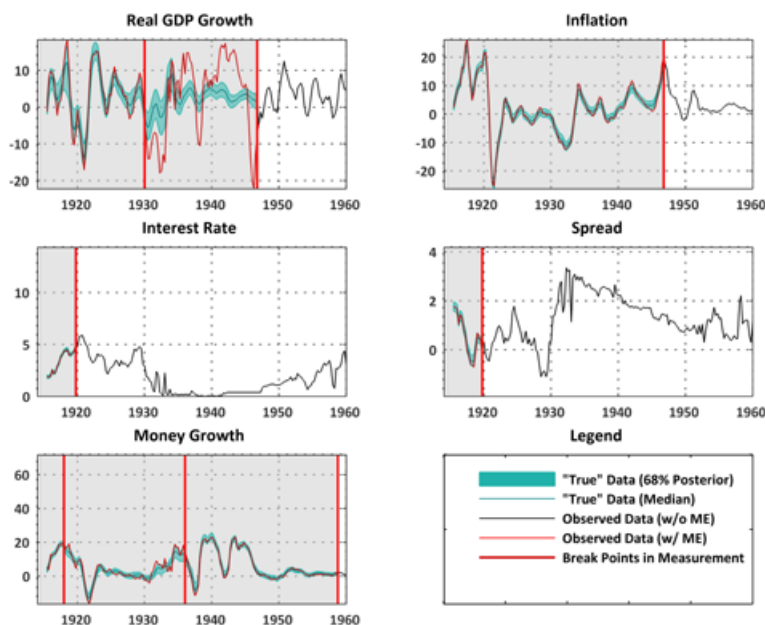 Real GDP Growth
10
0
-10
-20
1920 1930 1940 1950 1960
Inflation
20
10
0
-10
-20
1920 1930 1940 1950 1960
Interest Rate
10
5
0
1920 1930 1940 1950 1960
Spread
4
2
0
1920 1930 1940 1950 1960
Money Growth
60
40
20
0
1920 1930 1940 1950 1960
Legend
"True" Data (68% Posterior)
"True" Data (Median)
Observed Data (w/o ME)
Observed Data (w/ ME)
Break Points in Measurement